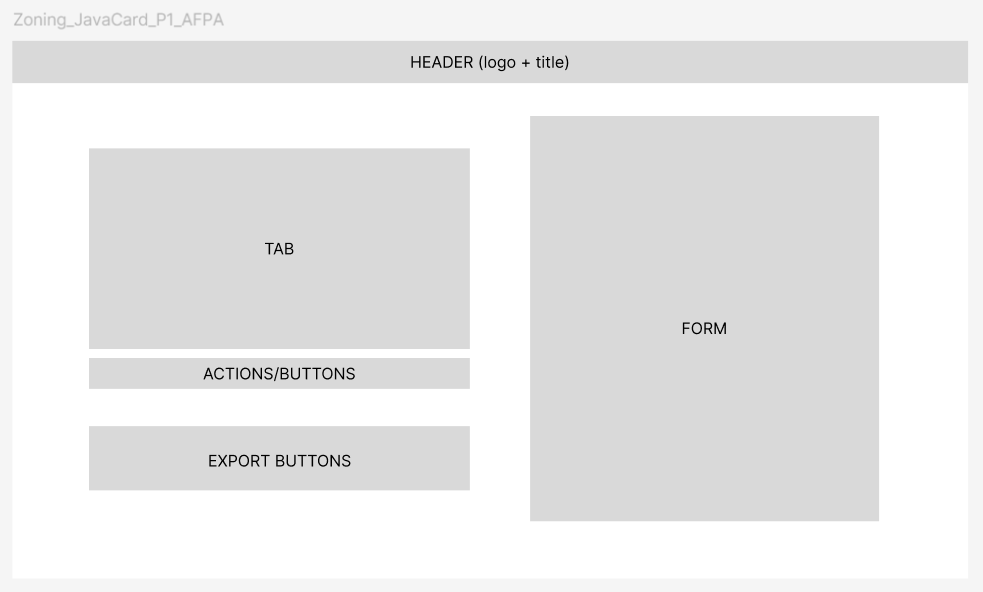 Zoning_JavaCard_P1_AFPA
HEADER (logo + title)
TAB
ACTIONS/BUTTONS
EXPORT BUTTONS
FORM